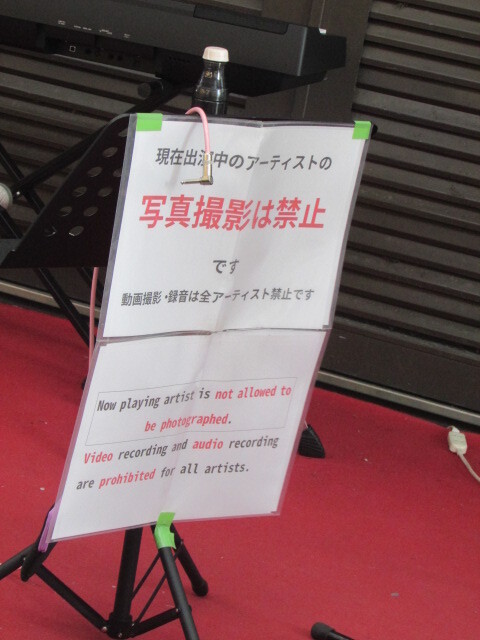 現在出演中のアーティストの
写真撮影は禁止
です
動画撮影・録音は全アーティスト禁止です
Now playing artist is not allowed to
be photographed.
Video recording and audio recording
are prohibited for all artists.